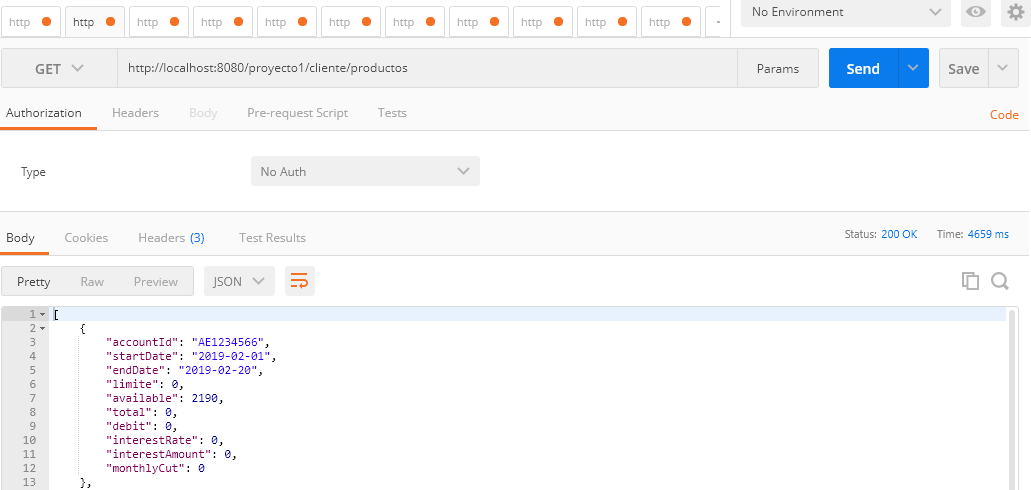 http http http http http http http http http http http
No Environment
GET http://localhost:8080/proyecto1/cliente/productos Params Send Save
Authorization Headers Body Pre-request Script Tests Code
Type No Auth
Body Cookies Headers (3) Test Results Status: 200 OK Time: 4659 ms
Pretty Raw Preview JSON
1 [
2 {
3 "accountId": "AE1234566",
4 "startDate": "2019-02-01",
5 "endDate": "2019-02-20",
6 "limite": 0,
7 "available": 2190,
8 "total": 0,
9 "debit": 0,
10 "interestRate": 0,
11 "interestAmount": 0,
12 "monthlyCut": 0
13 },